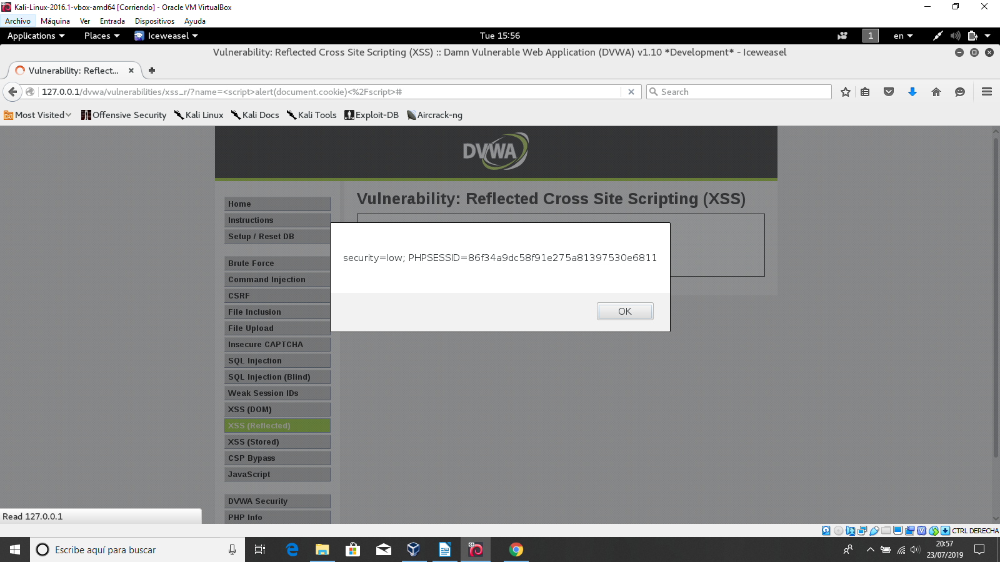 Kali-Linux-2016.1-vbox-amd64 [Corriendo] - Oracle VM VirtualBox
Archivo Máquina Ver Entrada Dispositivos Ayuda
Applications Places Iceweasel Tue 15:56 1 en
Vulnerability: Reflected Cross Site Scripting (XSS) :: Damn Vulnerable Web Application (DVWA) v1.10 *Development* - Iceweasel
Vulnerability: Reflect...
127.0.0.1/dvwa/vulnerabilities/xss_r/?name=<script>alert(document.cookie)<%2Fscript># Search
Most Visited Offensive Security Kali Linux Kali Docs Kali Tools Exploit-DB Aircrack-ng
DVWA
Vulnerability: Reflected Cross Site Scripting (XSS)
Home
Instructions
Setup / Reset DB
Brute Force
Command Injection
CSRF
File Inclusion
File Upload
Insecure CAPTCHA
SQL Injection
SQL Injection (Blind)
Weak Session IDs
XSS (DOM)
XSS (Reflected)
XSS (Stored)
CSP Bypass
JavaScript
DVWA Security
PHP Info
security=low; PHPSESSID=86f34a9dc58f91e275a81397530e6811
OK
Read 127.0.0.1
CTRL DERECHA
Escribe aquí para buscar
20:57
23/07/2019